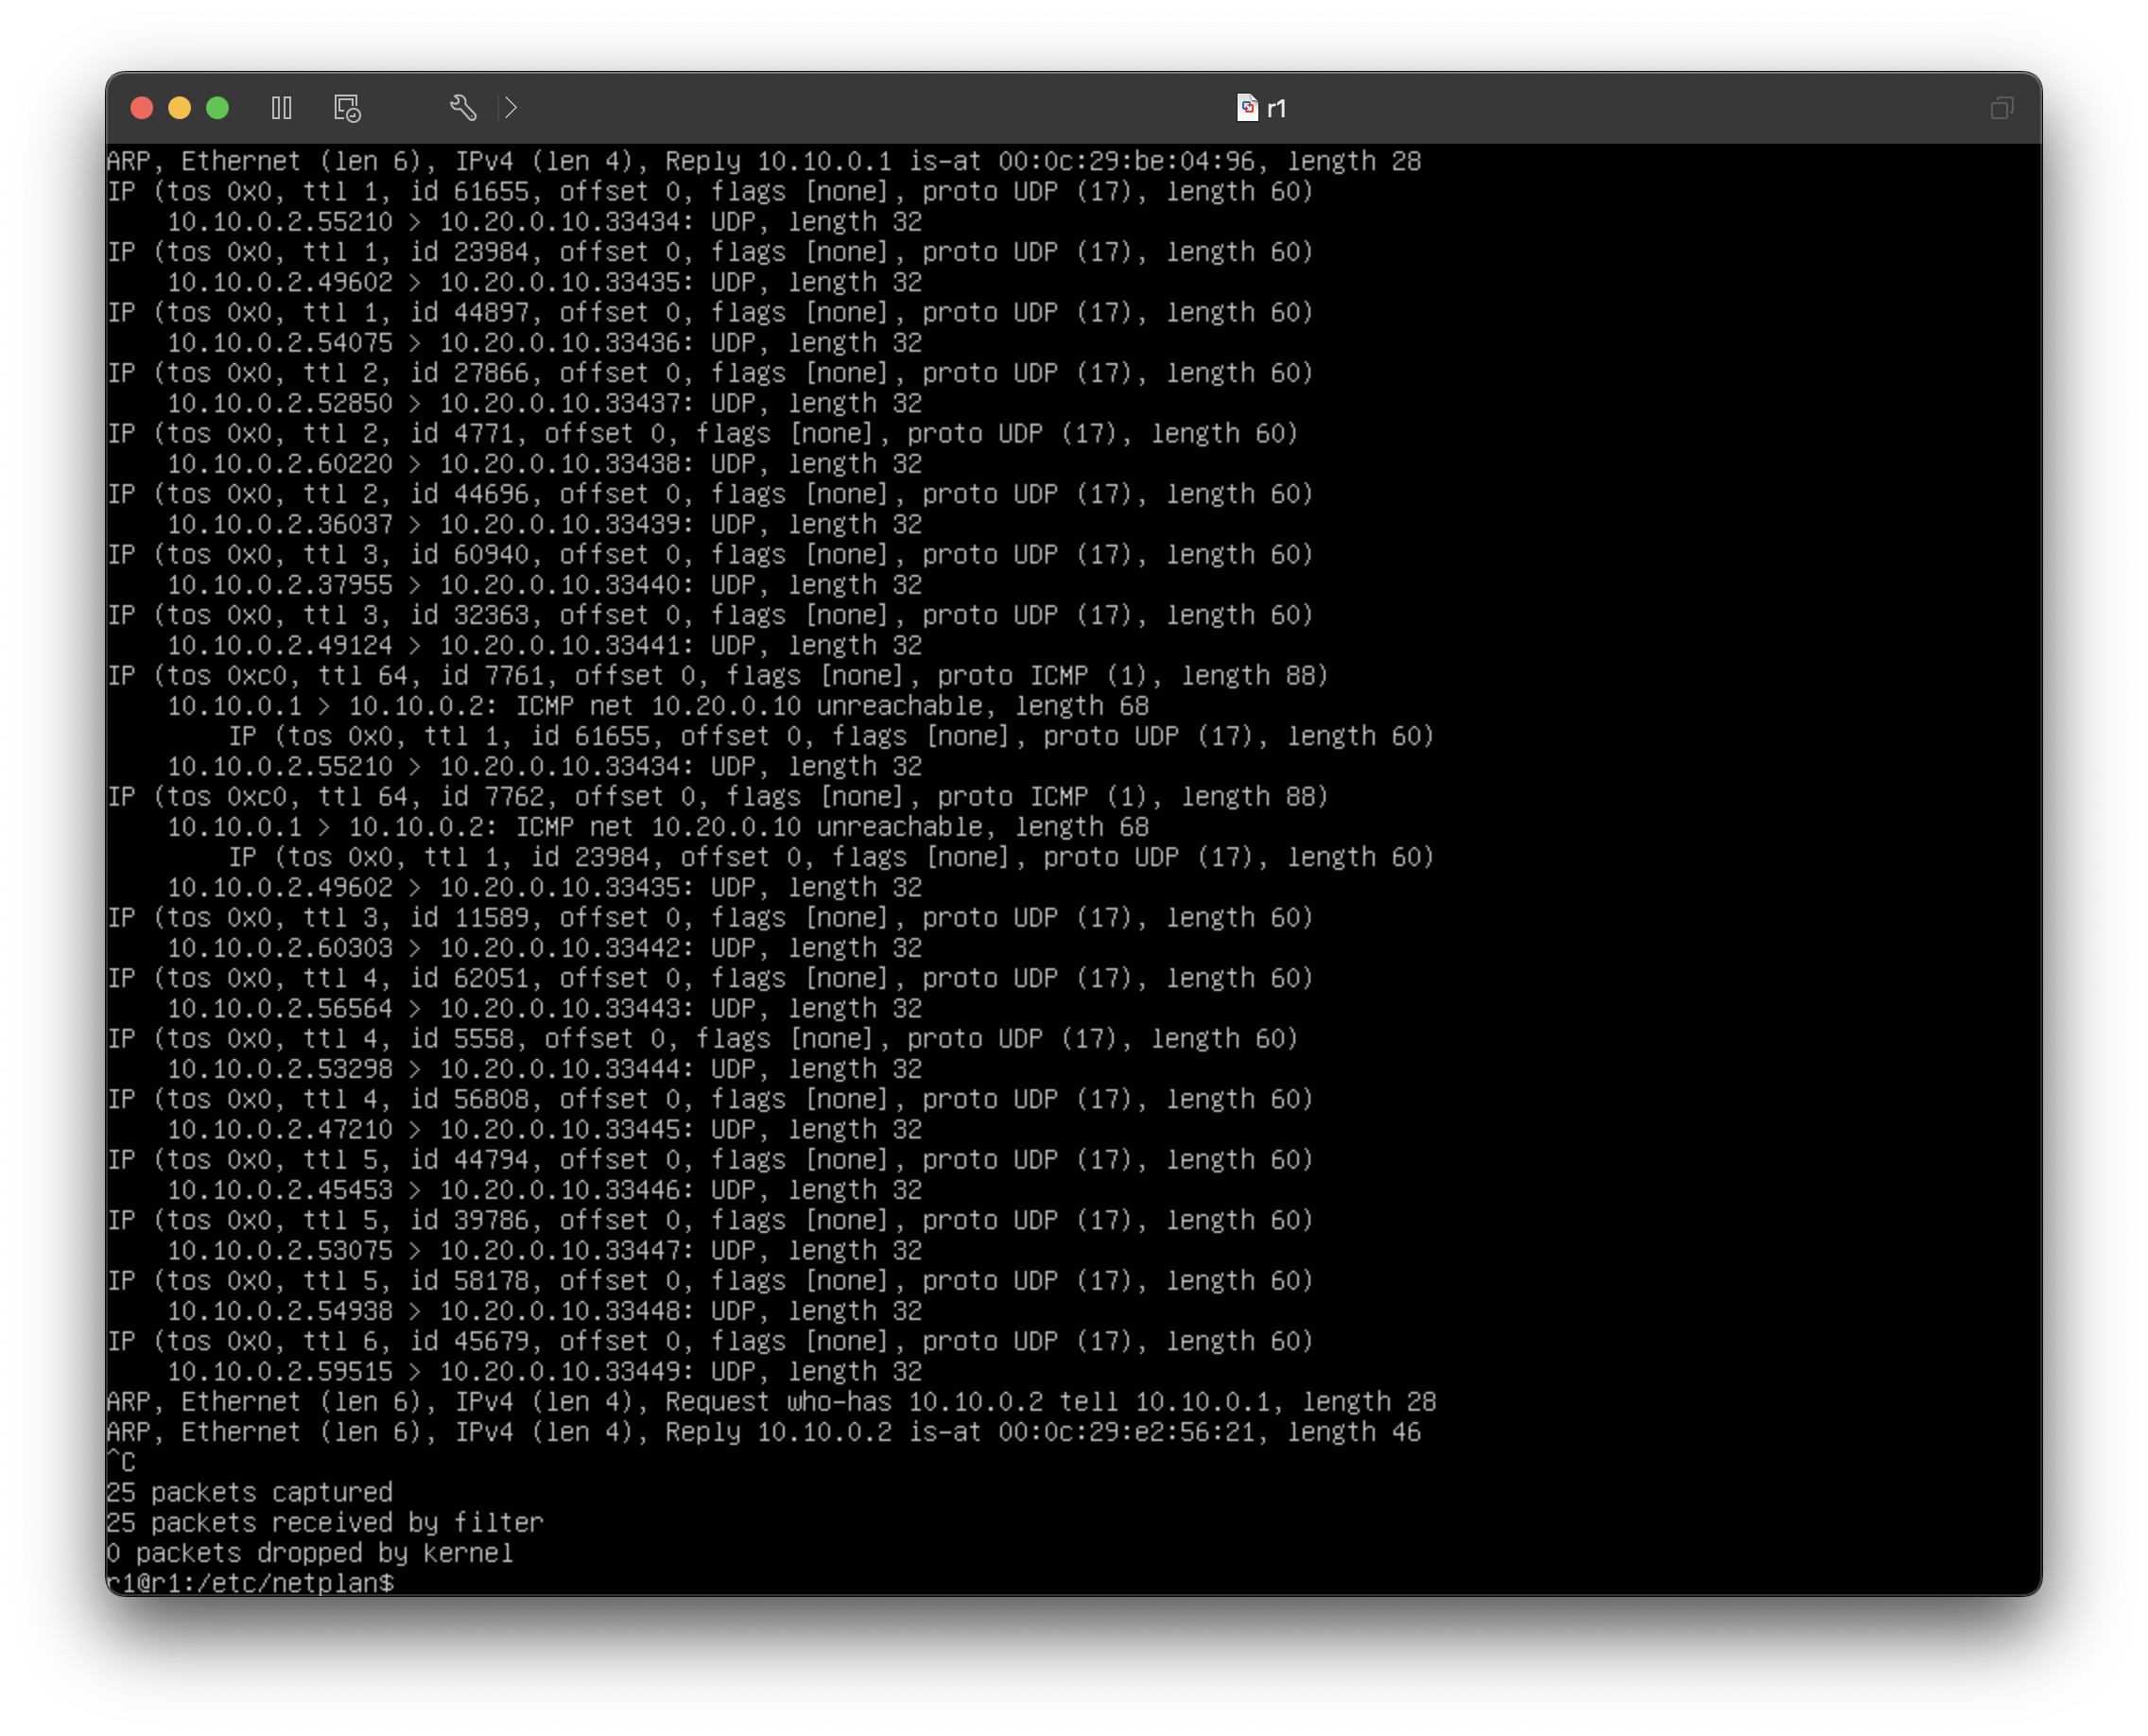 r1
ARP, Ethernet (len 6), IPv4 (len 4), Reply 10.10.0.1 is-at 00:0c:29:be:04:96, length 28
IP (tos 0x0, ttl 1, id 61655, offset 0, flags [none], proto UDP (17), length 60)
10.10.0.2.55210 > 10.20.0.10.33434: UDP, length 32
IP (tos 0x0, ttl 1, id 23984, offset 0, flags [none], proto UDP (17), length 60)
10.10.0.2.49602 > 10.20.0.10.33435: UDP, length 32
IP (tos 0x0, ttl 1, id 44897, offset 0, flags [none], proto UDP (17), length 60)
10.10.0.2.54075 > 10.20.0.10.33436: UDP, length 32
IP (tos 0x0, ttl 2, id 27866, offset 0, flags [none], proto UDP (17), length 60)
10.10.0.2.52850 > 10.20.0.10.33437: UDP, length 32
IP (tos 0x0, ttl 2, id 4771, offset 0, flags [none], proto UDP (17), length 60)
10.10.0.2.60220 > 10.20.0.10.33438: UDP, length 32
IP (tos 0x0, ttl 2, id 44696, offset 0, flags [none], proto UDP (17), length 60)
10.10.0.2.36037 > 10.20.0.10.33439: UDP, length 32
IP (tos 0x0, ttl 3, id 60940, offset 0, flags [none], proto UDP (17), length 60)
10.10.0.2.37955 > 10.20.0.10.33440: UDP, length 32
IP (tos 0x0, ttl 3, id 32363, offset 0, flags [none], proto UDP (17), length 60)
10.10.0.2.49124 > 10.20.0.10.33441: UDP, length 32
IP (tos 0xc0, ttl 64, id 7761, offset 0, flags [none], proto ICMP (1), length 88)
10.10.0.1 > 10.10.0.2: ICMP net 10.20.0.10 unreachable, length 68
IP (tos 0x0, ttl 1, id 61655, offset 0, flags [none], proto UDP (17), length 60)
10.10.0.2.55210 > 10.20.0.10.33434: UDP, length 32
IP (tos 0xc0, ttl 64, id 7762, offset 0, flags [none], proto ICMP (1), length 88)
10.10.0.1 > 10.10.0.2: ICMP net 10.20.0.10 unreachable, length 68
IP (tos 0x0, ttl 1, id 23984, offset 0, flags [none], proto UDP (17), length 60)
10.10.0.2.49602 > 10.20.0.10.33435: UDP, length 32
IP (tos 0x0, ttl 3, id 11589, offset 0, flags [none], proto UDP (17), length 60)
10.10.0.2.60303 > 10.20.0.10.33442: UDP, length 32
IP (tos 0x0, ttl 4, id 62051, offset 0, flags [none], proto UDP (17), length 60)
10.10.0.2.56564 > 10.20.0.10.33443: UDP, length 32
IP (tos 0x0, ttl 4, id 5558, offset 0, flags [none], proto UDP (17), length 60)
10.10.0.2.53298 > 10.20.0.10.33444: UDP, length 32
IP (tos 0x0, ttl 4, id 56808, offset 0, flags [none], proto UDP (17), length 60)
10.10.0.2.47210 > 10.20.0.10.33445: UDP, length 32
IP (tos 0x0, ttl 5, id 44794, offset 0, flags [none], proto UDP (17), length 60)
10.10.0.2.45453 > 10.20.0.10.33446: UDP, length 32
IP (tos 0x0, ttl 5, id 39786, offset 0, flags [none], proto UDP (17), length 60)
10.10.0.2.53075 > 10.20.0.10.33447: UDP, length 32
IP (tos 0x0, ttl 5, id 58178, offset 0, flags [none], proto UDP (17), length 60)
10.10.0.2.54938 > 10.20.0.10.33448: UDP, length 32
IP (tos 0x0, ttl 6, id 45679, offset 0, flags [none], proto UDP (17), length 60)
10.10.0.2.59515 > 10.20.0.10.33449: UDP, length 32
ARP, Ethernet (len 6), IPv4 (len 4), Request who-has 10.10.0.2 tell 10.10.0.1, length 28
ARP, Ethernet (len 6), IPv4 (len 4), Reply 10.10.0.2 is-at 00:0c:29:e2:56:21, length 46
^C
25 packets captured
25 packets received by filter
0 packets dropped by kernel
r1@r1:/etc/netplan$